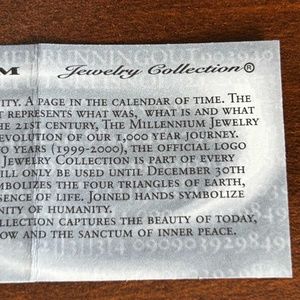 M Jewelry Collection®
ITY. A PAGE IN THE CALENDAR OF TIME. THE
T REPRESENTS WHAT WAS, WHAT IS AND WHAT
THE 21ST CENTURY, THE MILLENNIUM JEWELRY
EVOLUTION OF OUR 1,000 YEAR JOURNEY.
O YEARS (1999-2000), THE OFFICIAL LOGO
JEWELRY COLLECTION IS PART OF EVERY
ILL ONLY BE USED UNTIL DECEMBER 30TH
BOLIZES THE FOUR TRIANGLES OF EARTH,
SENCE OF LIFE. JOINED HANDS SYMBOLIZE
NITY OF HUMANITY.
OLLECTION CAPTURES THE BEAUTY OF TODAY,
OW AND THE SANCTUM OF INNER PEACE.